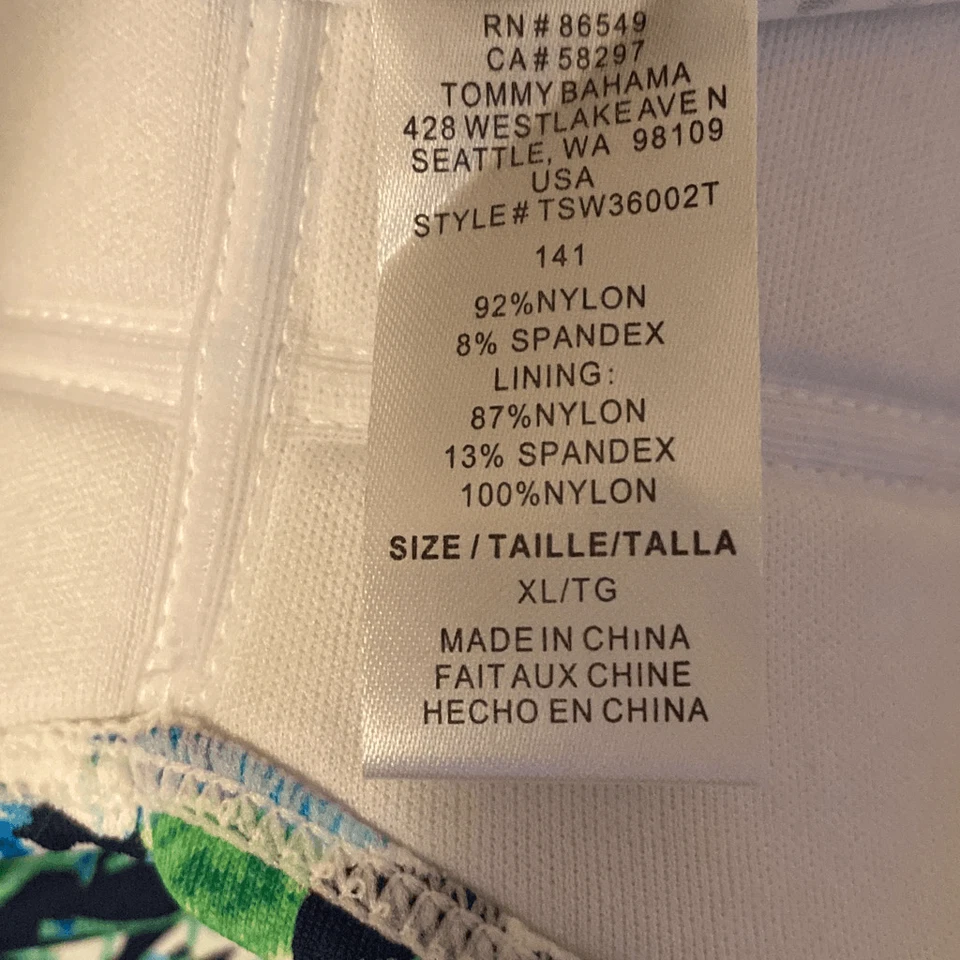 RN # 86549
CA # 58297
TOMMY BAHAMA
428 WESTLAKE AVE N
SEATTLE, WA 98109
USA
STYLE# TSW36002T
141
92%NYLON
8% SPANDEX
LINING:
87%NYLON
13% SPANDEX
100%NYLON
SIZE / TAILLE/TALLA
XL/TG
MADE IN CHINA
FAIT AUX CHINE
HECHO EN CHINA